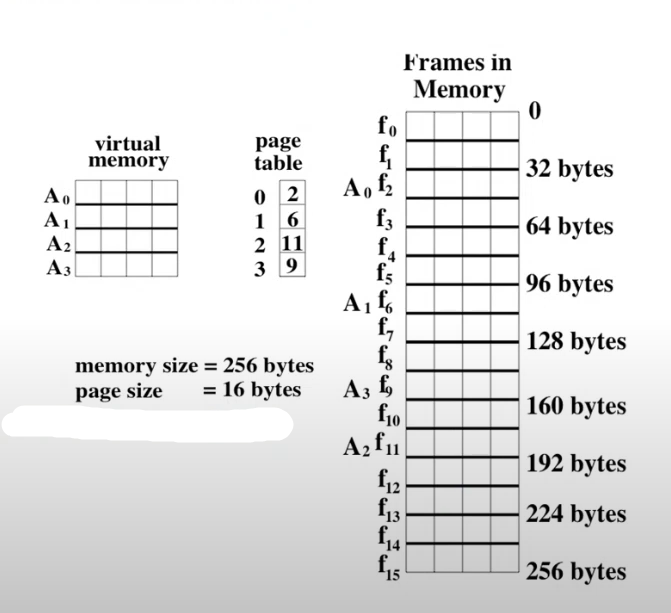 Frames in
Memory
0
virtual
memory
page
table
f0
f1
32 bytes
A0 f2
A0
0 2
A1
1 6
f3
64 bytes
A2
2 11
f4
A3
3 9
f5
96 bytes
A1 f6
f7
128 bytes
f8
memory size = 256 bytes
page size = 16 bytes
A3 f9
f10
160 bytes
A2 f11
192 bytes
f12
f13
224 bytes
f14
f15
256 bytes